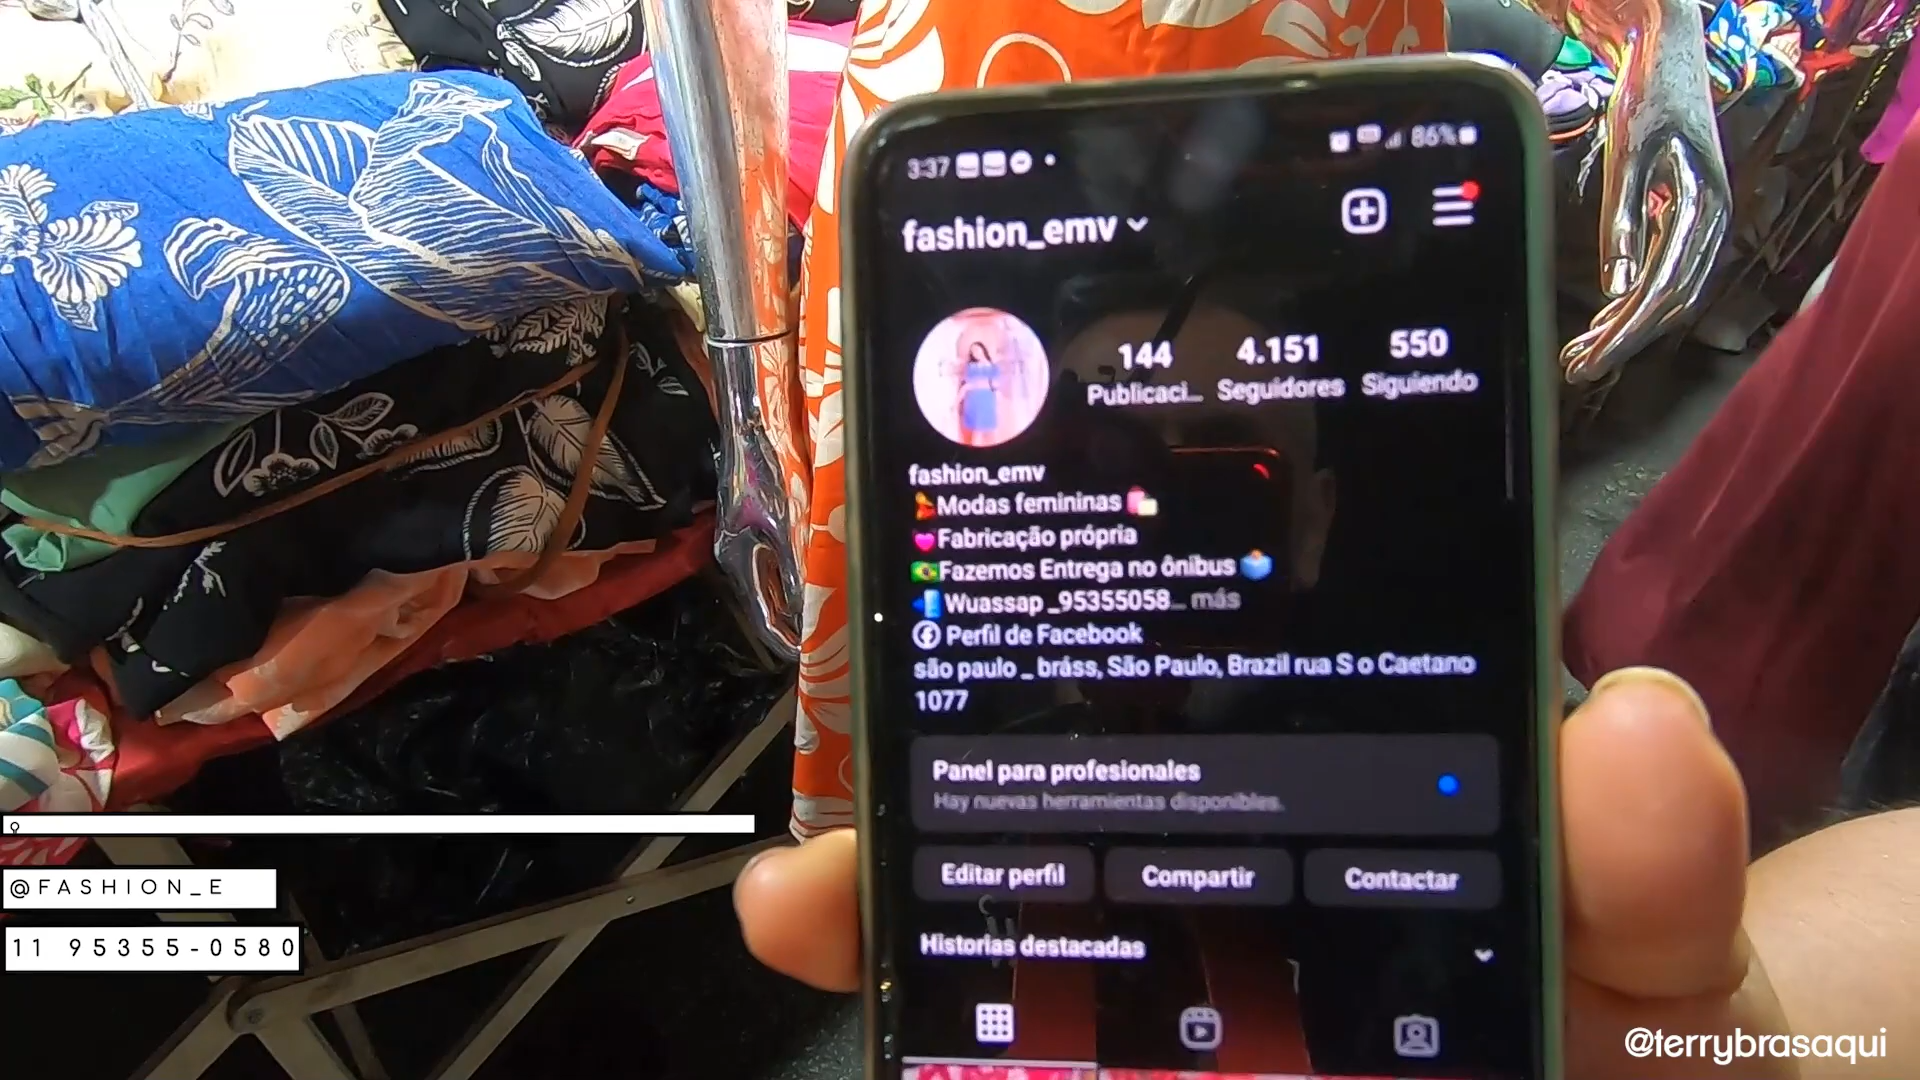 3:37
86%
fashion_emv
144 4.151 550
Publicaci... Seguidores Siguiendo
fashion_emv
Modas femininas
Fabricação própria
Fazemos Entrega no ônibus
Wuassap _95355058... más
Perfil de Facebook
são paulo _ bráss, São Paulo, Brazil rua S o Caetano
1077
Panel para profesionales
Hay nuevas herramientas disponibles.
Editar perfil Compartir Contactar
Historias destacadas
@FASHION_E
11 95355-0580
@terrybrasaqui